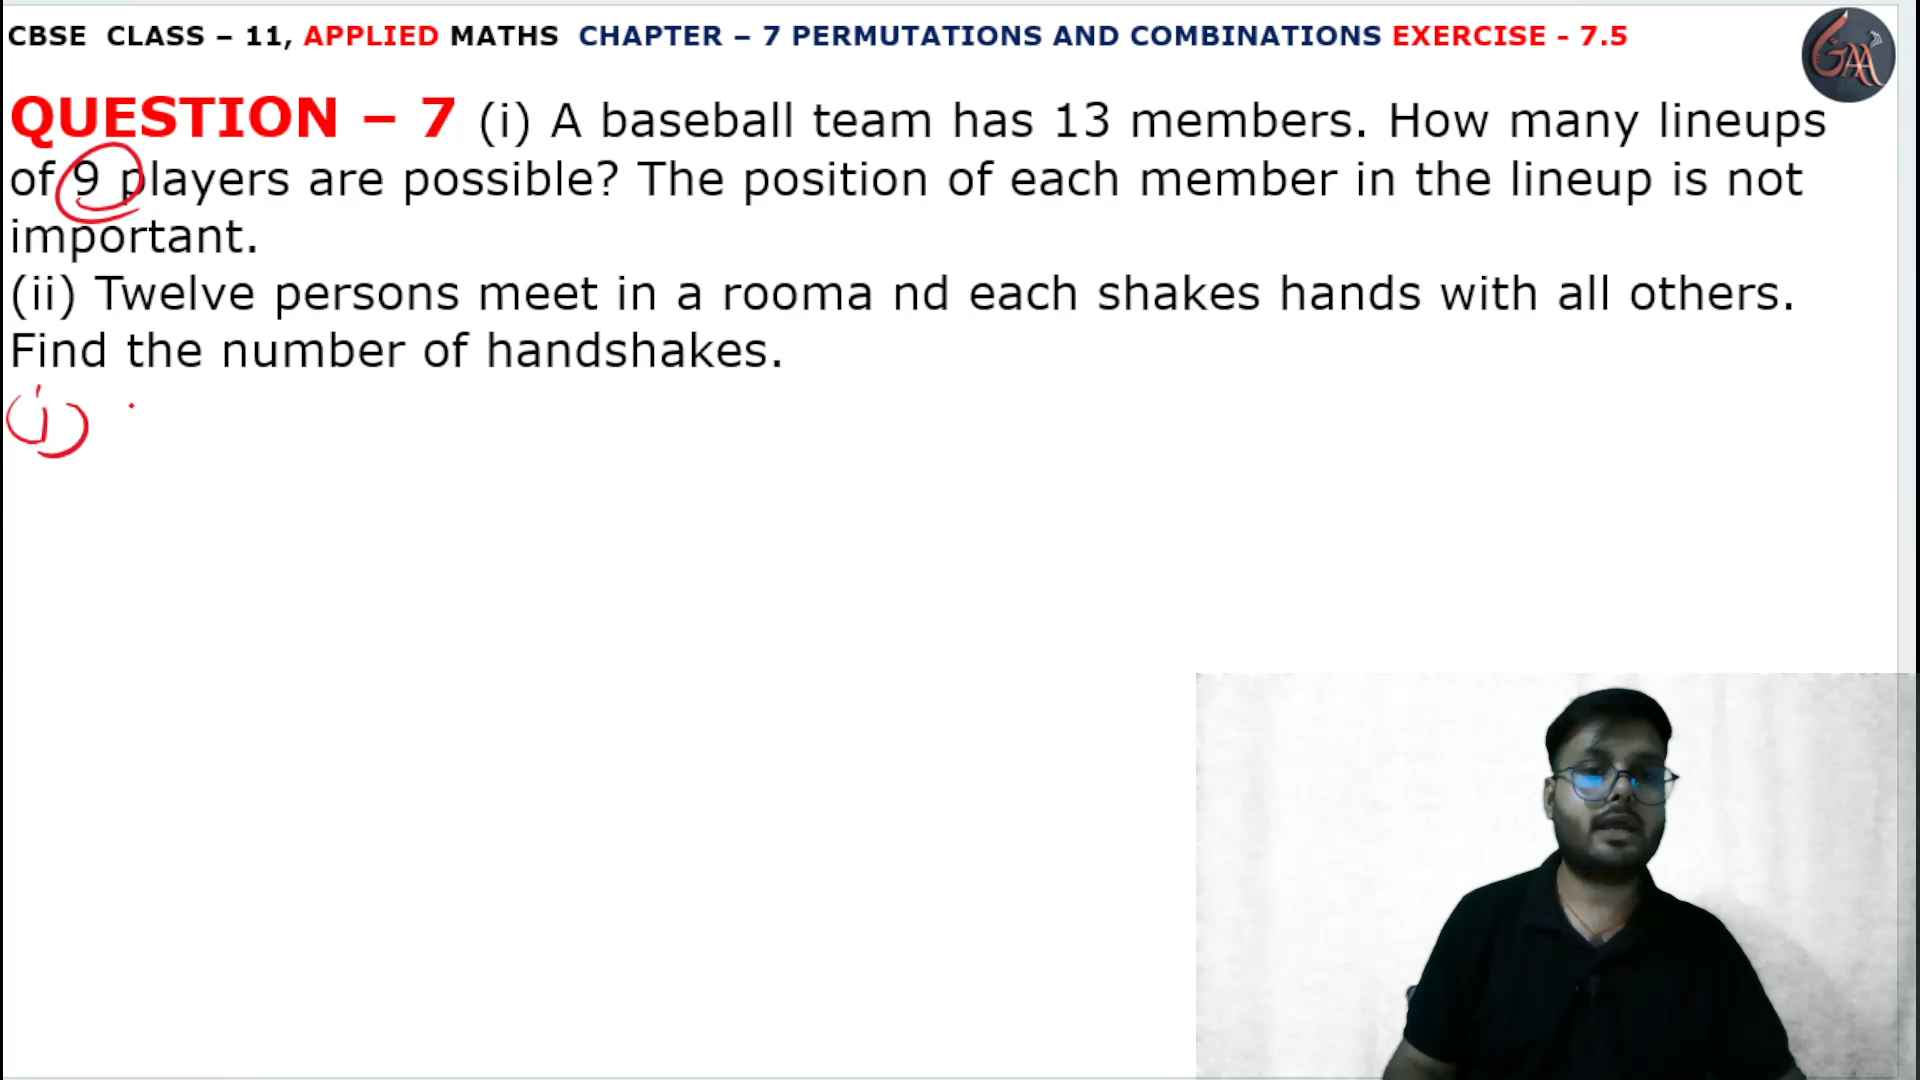 CBSE CLASS – 11, APPLIED MATHS CHAPTER – 7 PERMUTATIONS AND COMBINATIONS EXERCISE - 7.5
QUESTION – 7 (i) A baseball team has 13 members. How many lineups
of 9 players are possible? The position of each member in the lineup is not
important.
(ii) Twelve persons meet in a rooma nd each shakes hands with all others.
Find the number of handshakes.
(i)